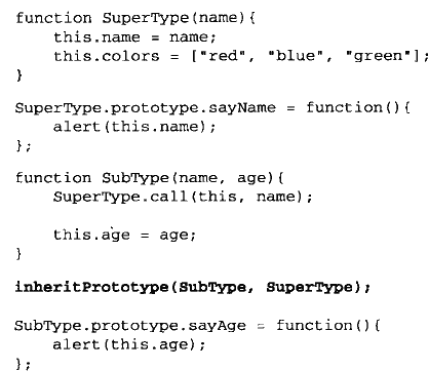 function SuperType(name){
    this.name = name;
    this.colors = ["red", "blue", "green"];
}
SuperType.prototype.sayName = function(){
    alert(this.name);
};
function SubType(name, age){
    SuperType.call(this, name);
    this.age = age;
}
inheritPrototype(SubType, SuperType);
SubType.prototype.sayAge = function(){
    alert(this.age);
};